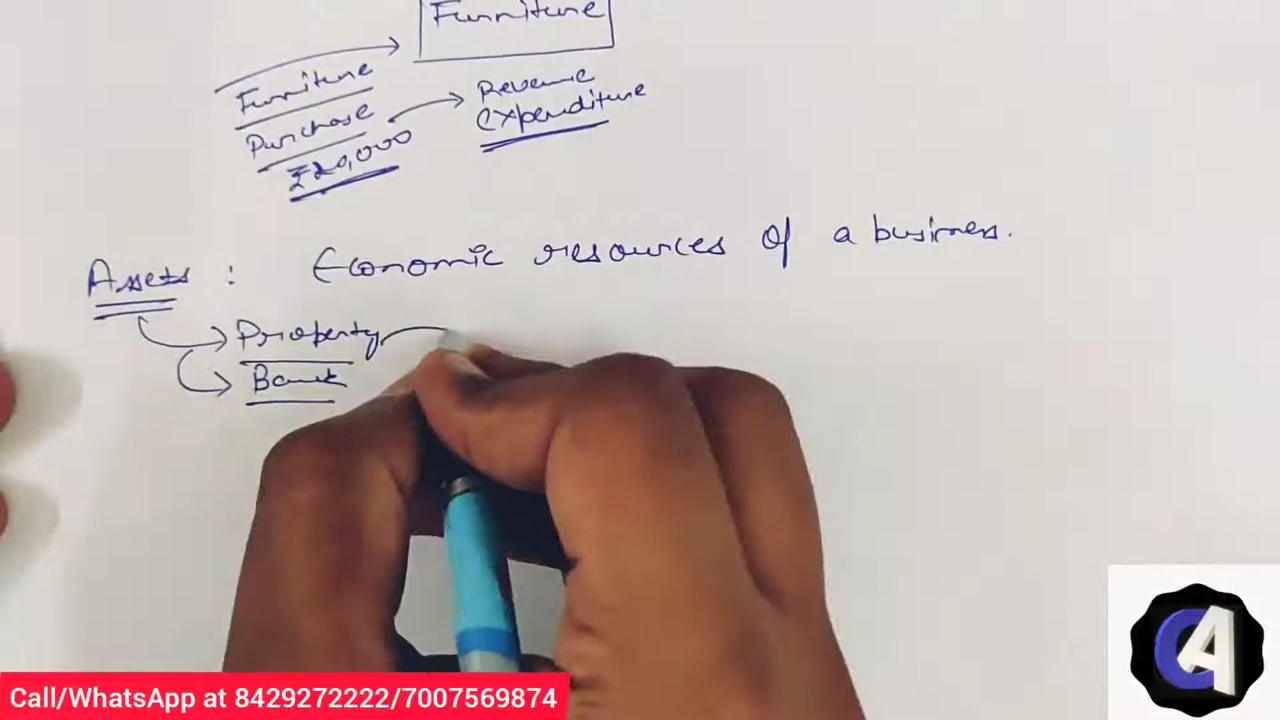 Furniture
Furniture
Purchase
₹20,000
Revenue
expenditure
Assets : Economic resources of a business.
Property
Bank
CA
Call/WhatsApp at 8429272222/7007569874